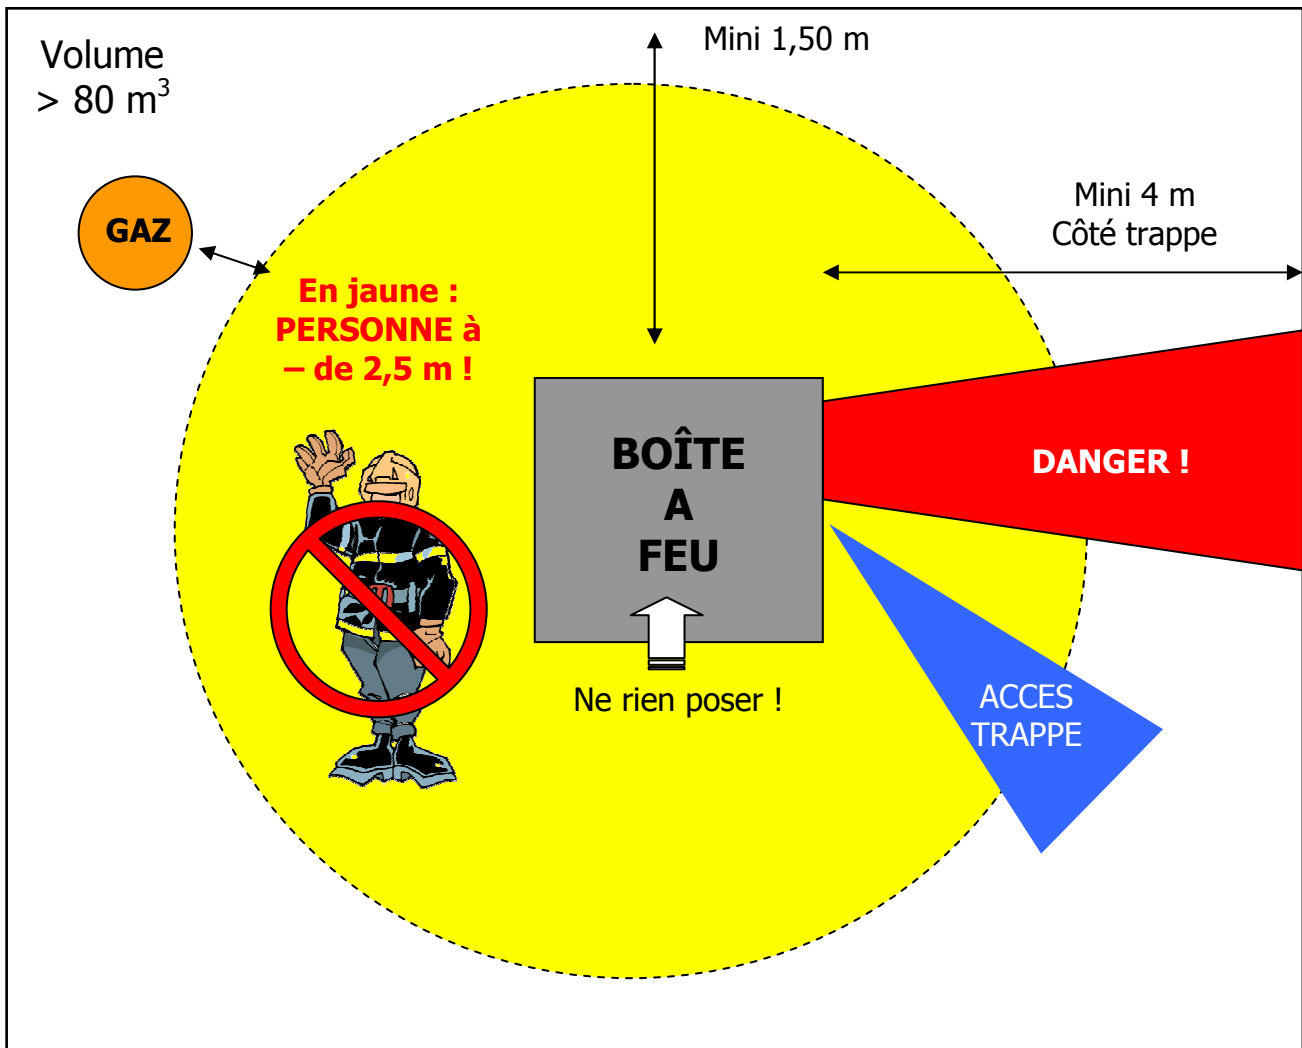 Volume
> 80 m³
Mini 1,50 m
Mini 4 m
Côté trappe
GAZ
En jaune :
PERSONNE à
– de 2,5 m !
BOÎTE
A
FEU
DANGER !
Ne rien poser !
ACCES
TRAPPE